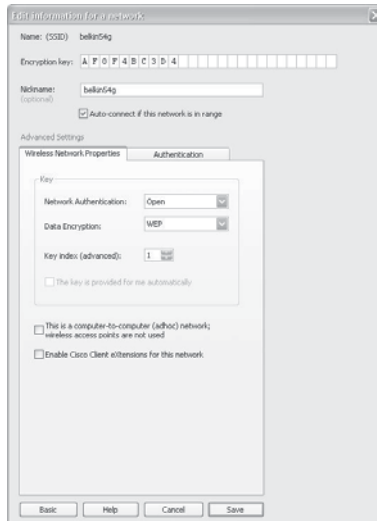 Edit information for a network
Name: (SSID) belkin54g
Encryption key: A F 0 F 4 B C 3 D 4
Nickname: belkin54g
(optional)
Auto-connect if this network is in range
Advanced Settings
Wireless Network Properties Authentication
Key
Network Authentication: Open
Data Encryption: WEP
Key index (advanced): 1
The key is provided for me automatically
This is a computer-to-computer (adhoc) network;
wireless access points are not used
Enable Cisco Client eXtensions for this network
Basic Help Cancel Save